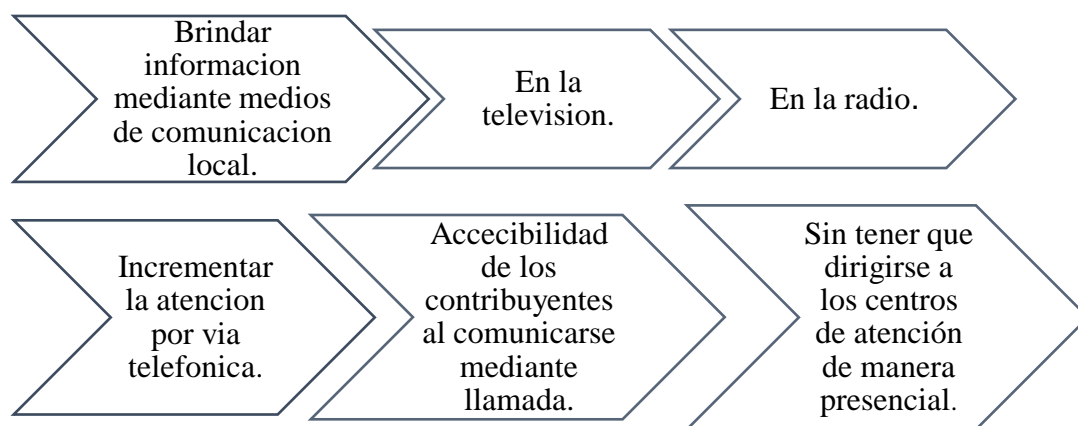 Brindar
informacion
mediante medios
de comunicacion
local.
En la
television.
En la radio.
Incrementar
la atencion
por via
telefonica.
Accecibilidad
de los
contribuyentes
al comunicarse
mediante
llamada.
Sin tener que
dirigirse a
los centros
de atención
de manera
presencial.